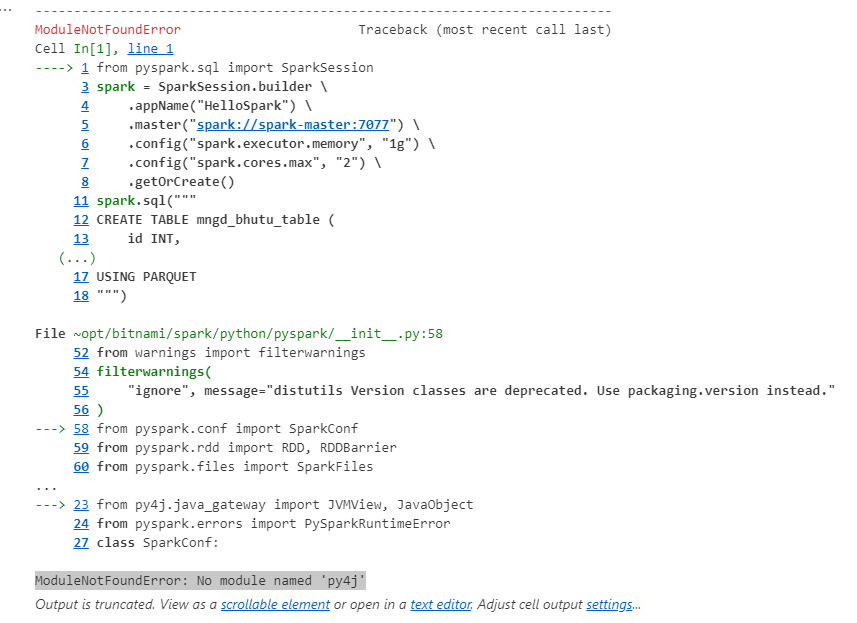 ...
---------------------------------------------------------------------------
ModuleNotFoundError                       Traceback (most recent call last)
Cell In[1], line 1
----> 1 from pyspark.sql import SparkSession
      3 spark = SparkSession.builder \
      4     .appName("HelloSpark") \
      5     .master("spark://spark-master:7077") \
      6     .config("spark.executor.memory", "1g") \
      7     .config("spark.cores.max", "2") \
      8     .getOrCreate()
     11 spark.sql("""
     12 CREATE TABLE mngd_bhutu_table (
     13     id INT,
   (...)
     17 USING PARQUET
     18 """)
File ~opt/bitnami/spark/python/pyspark/__init__.py:58
     52 from warnings import filterwarnings
     54 filterwarnings(
     55     "ignore", message="distutils Version classes are deprecated. Use packaging.version instead."
     56 )
---> 58 from pyspark.conf import SparkConf
     59 from pyspark.rdd import RDD, RDDBarrier
     60 from pyspark.files import SparkFiles
...
---> 23 from py4j.java_gateway import JVMView, JavaObject
     24 from pyspark.errors import PySparkRuntimeError
     27 class SparkConf:
ModuleNotFoundError: No module named 'py4j'
Output is truncated. View as a scrollable element or open in a text editor. Adjust cell output settings...